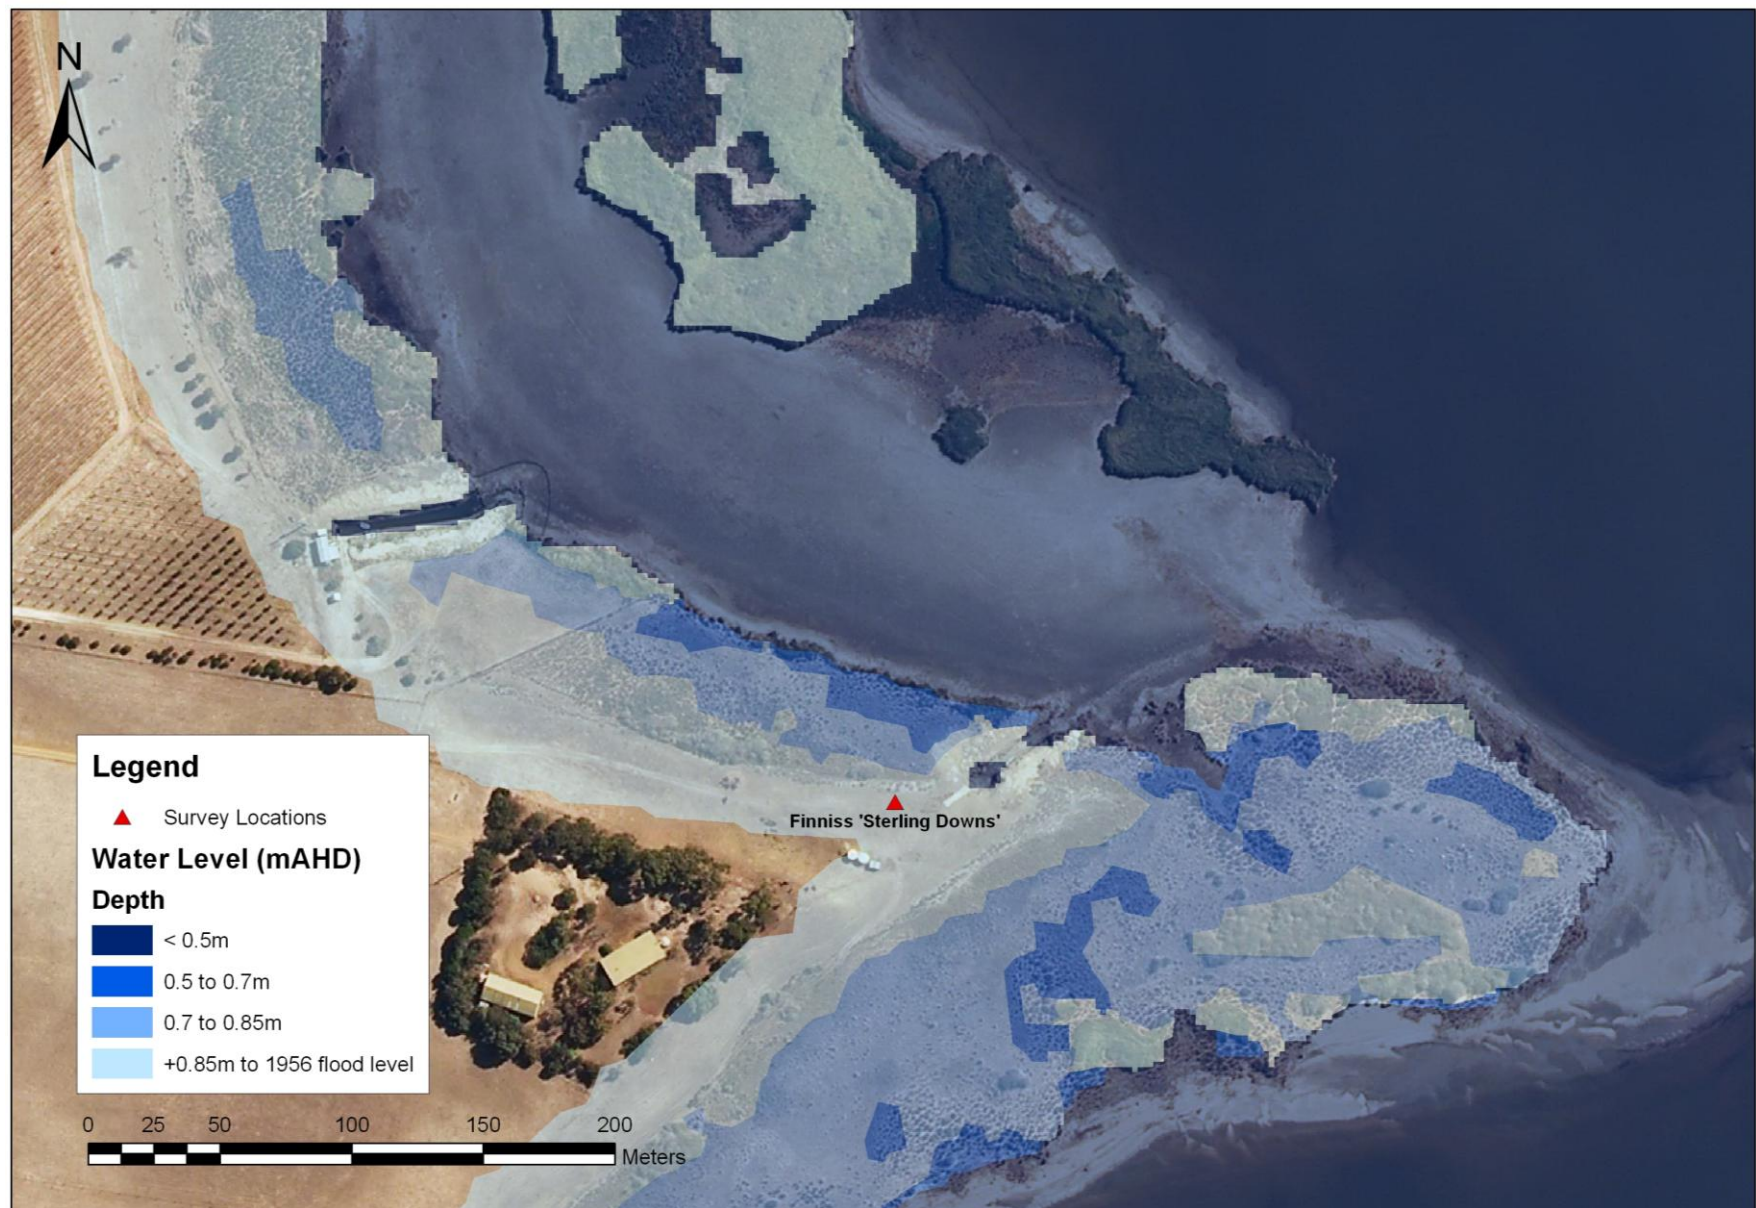 N
Finniss 'Sterling Downs'
Legend
Survey Locations
Water Level (mAHD)
Depth
< 0.5m
0.5 to 0.7m
0.7 to 0.85m
+0.85m to 1956 flood level
0 25 50 100 150 200
Meters